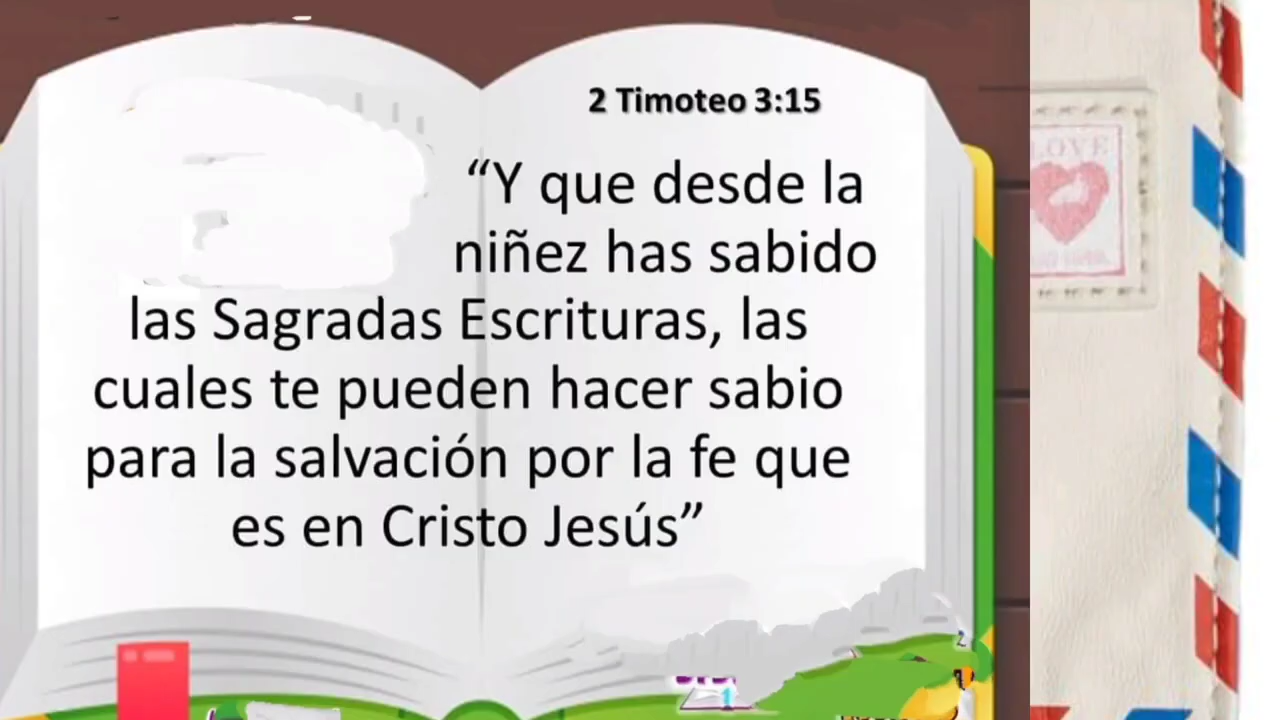 2 Timoteo 3:15
“Y que desde la
niñez has sabido
las Sagradas Escrituras, las
cuales te pueden hacer sabio
para la salvación por la fe que
es en Cristo Jesús”
LOVE